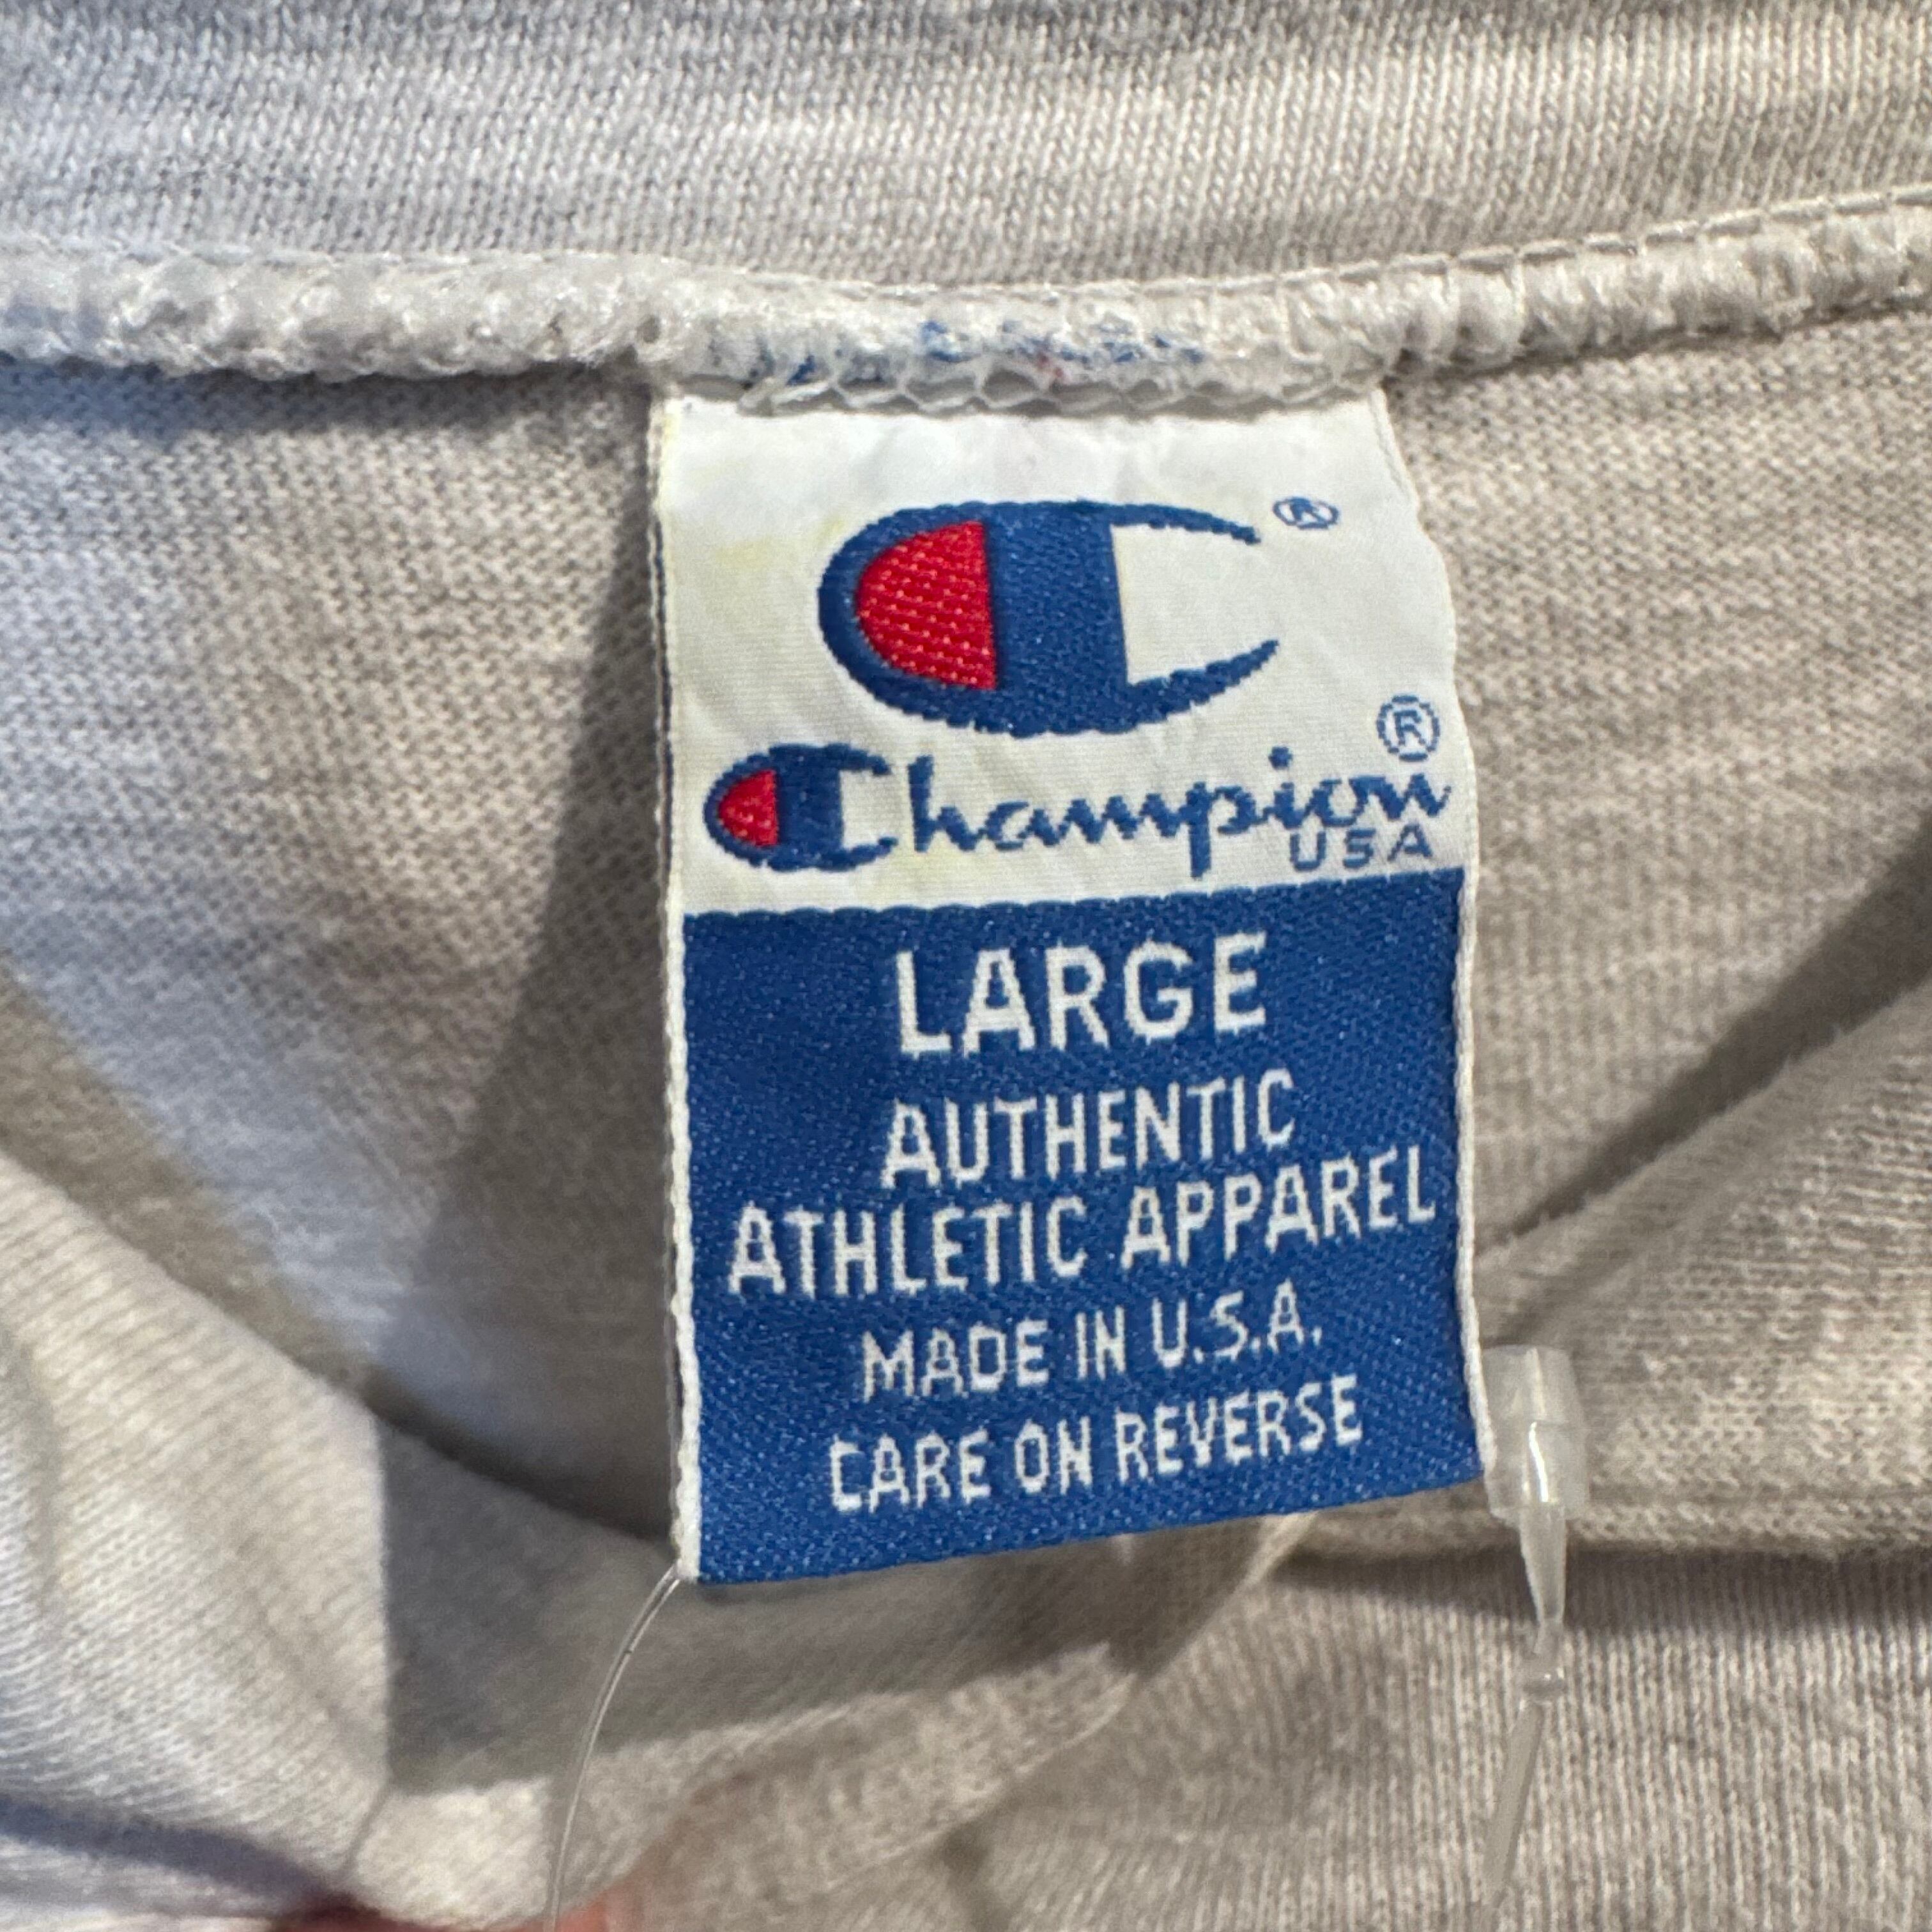 C®
Champion®
USA
LARGE
AUTHENTIC
ATHLETIC APPAREL
MADE IN U.S.A.
CARE ON REVERSE